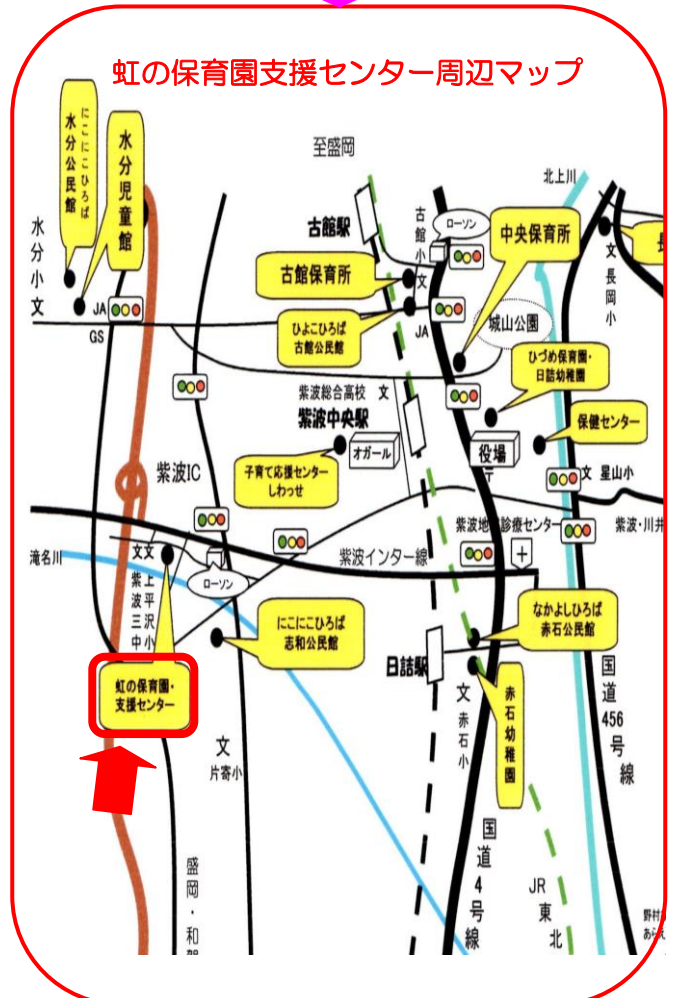 虹の保育園支援センター周辺マップ
至盛岡
北上川
にこにこひろば
水分公民館
水分児童館
水分小
文
JA
GS
古館駅
古館小
文
ローソン
中央保育所
古館保育所
ひよこひろば
古館公民館
JA
城山公園
文
長岡小
長
ひづめ保育園・
日詰幼稚園
紫波総合高校 文
紫波中央駅
オガール
役場
保健センター
子育て応援センター
しわっせ
紫波IC
文 星山小
紫波地域診療センター
紫波・川井
滝名川
紫波インター線
文文
紫波三中
上平沢小
ローソン
にこにこひろば
志和公民館
なかよしひろば
赤石公民館
日詰駅
虹の保育園・
支援センター
文
赤石小
赤石幼稚園
国道456号線
文
片寄小
国道4号線
盛岡・和賀
JR東北
野村
あらえ